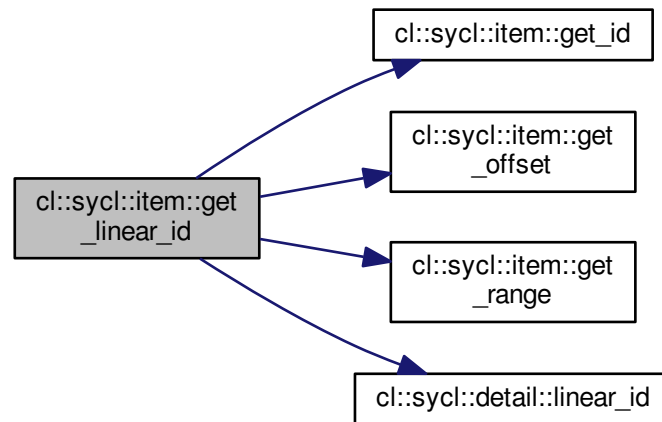 cl::sycl::item::get_id
cl::sycl::item::get
_offset
cl::sycl::item::get
_linear_id
cl::sycl::item::get
_range
cl::sycl::detail::linear_id